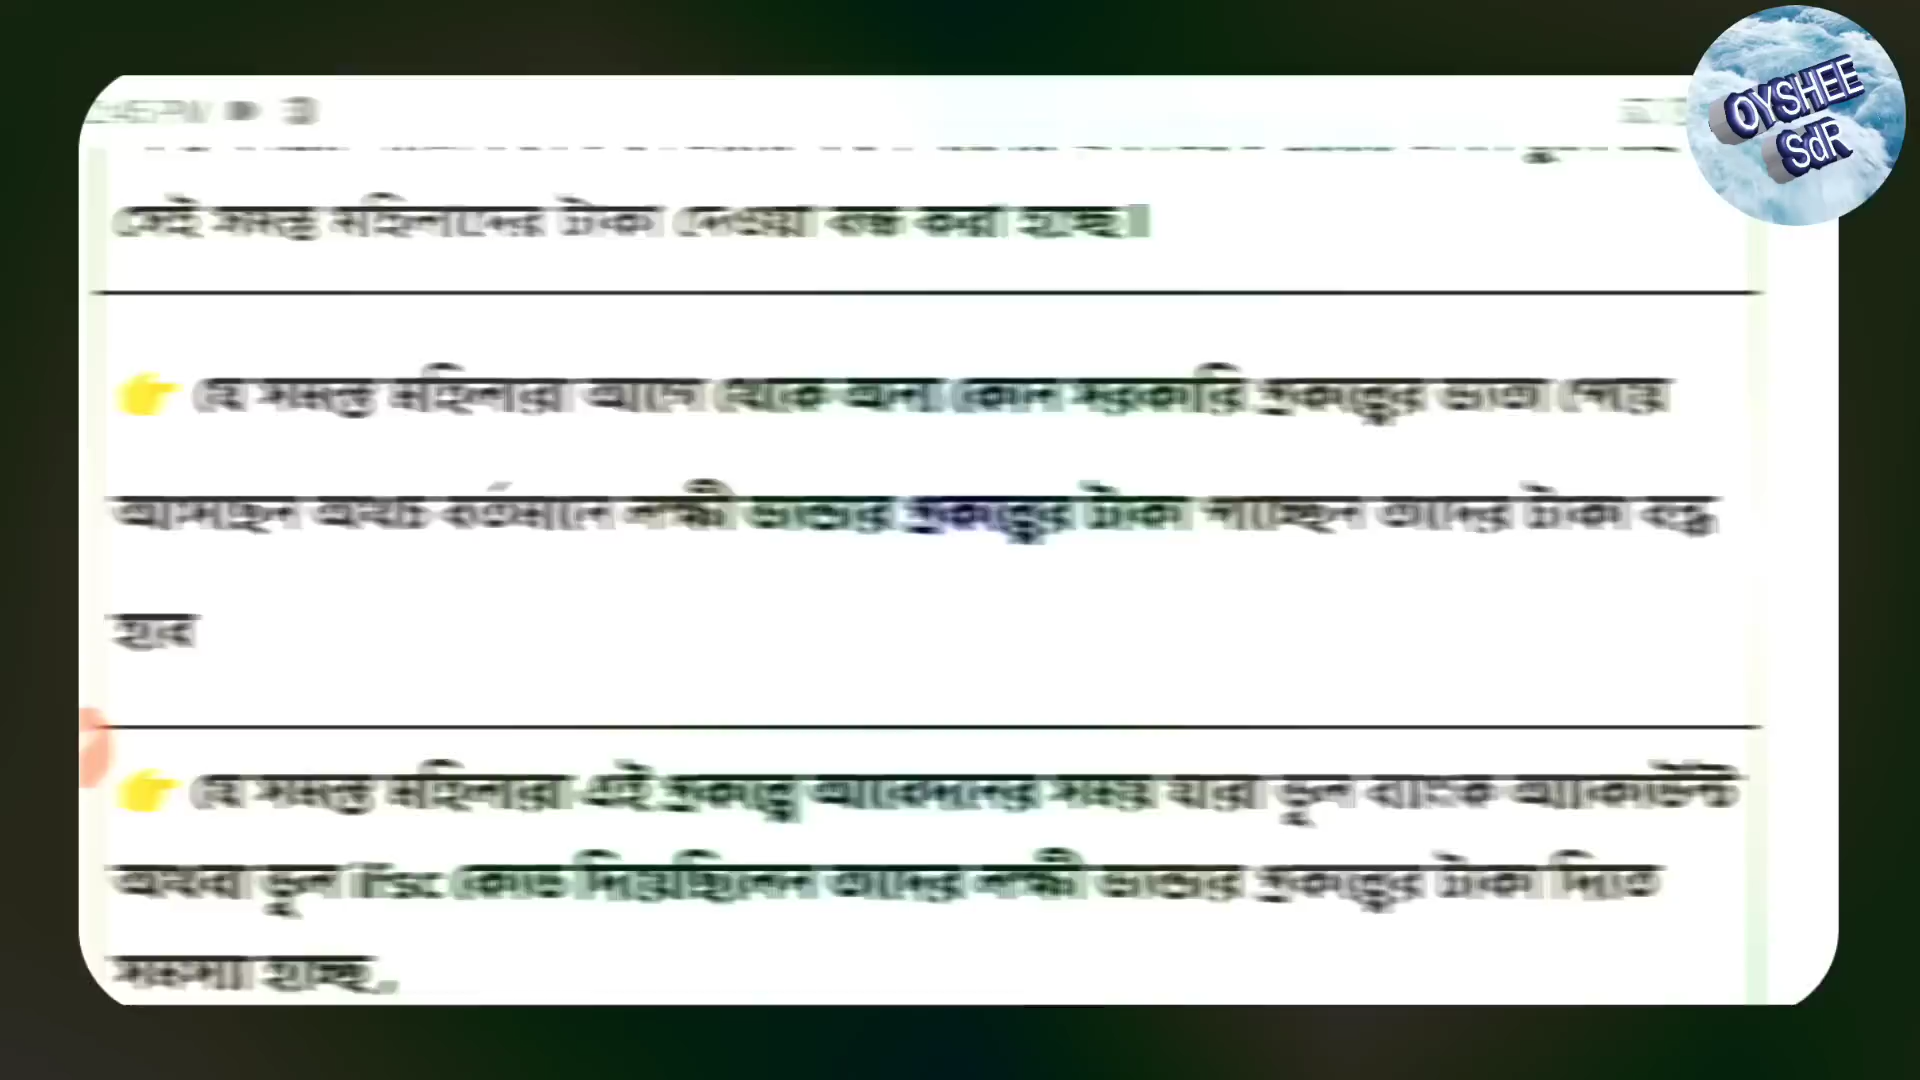 OYSHEE
SdR
সেই সমস্ত মহিলাদের টাকা দেওয়া বন্ধ করা হচ্ছে।
👉 যে সমস্ত মহিলারা আগে থেকে অন্য কোন সরকারি প্রকল্পের ভাতা পেয়ে
আসছেন অথচ বর্তমানে লক্ষী ভান্ডার প্রকল্পের টাকা পাচ্ছেন তাদের টাকা বন্ধ
হবে
👉 যে সমস্ত মহিলারা এই প্রকল্পে আবেদনের সময় যারা ভুল ব্যাংক অ্যাকাউন্ট
অথবা ভুল ifsc কোড দিয়েছিলেন তাদের লক্ষী ভান্ডার প্রকল্পের টাকা দিতে
সমস্যা হচ্ছে,